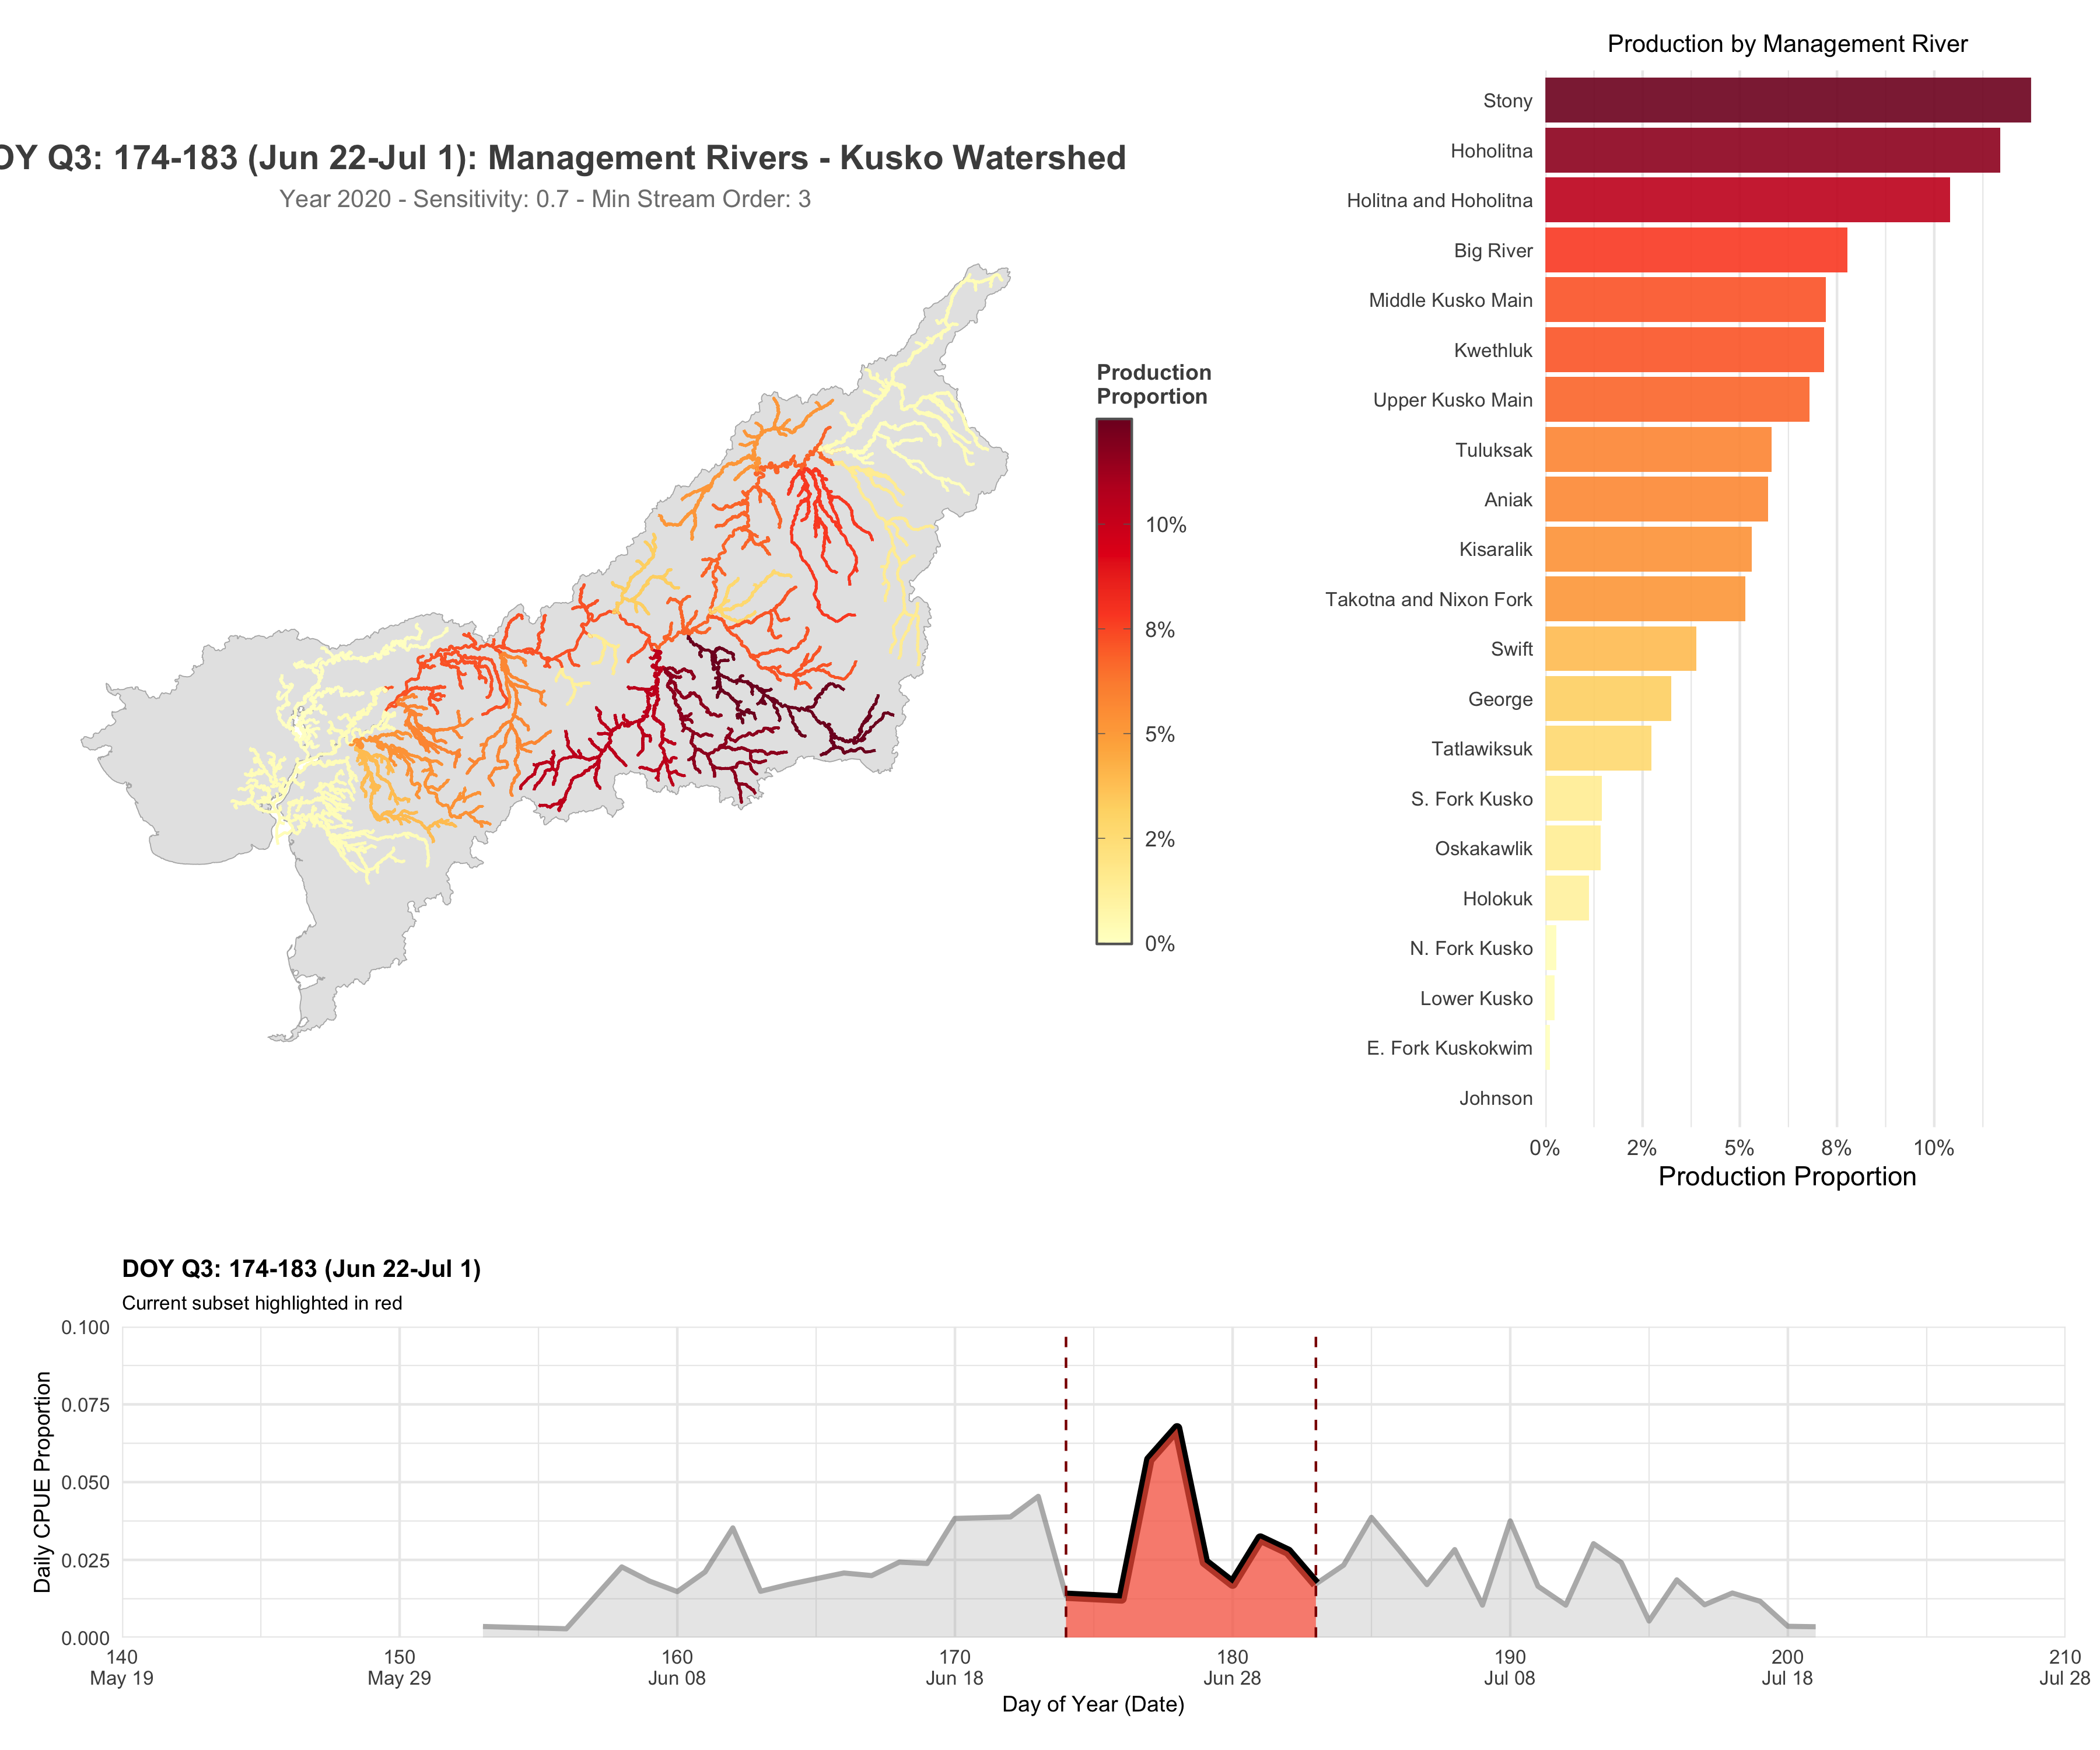 OY Q3: 174-183 (Jun 22-Jul 1): Management Rivers - Kusko Watershed
Year 2020 - Sensitivity: 0.7 - Min Stream Order: 3
Production
Proportion
10%
8%
5%
2%
0%
Production by Management River
Stony
Hoholitna
Holitna and Hoholitna
Big River
Middle Kusko Main
Kwethluk
Upper Kusko Main
Tuluksak
Aniak
Kisaralik
Takotna and Nixon Fork
Swift
George
Tatlawiksuk
S. Fork Kusko
Oskakawlik
Holokuk
N. Fork Kusko
Lower Kusko
E. Fork Kuskokwim
Johnson
0% 2% 5% 8% 10%
Production Proportion
DOY Q3: 174-183 (Jun 22-Jul 1)
Current subset highlighted in red
Daily CPUE Proportion
0.100
0.075
0.050
0.025
0.000
140 150 160 170 180 190 200 210
May 19 May 29 Jun 08 Jun 18 Jun 28 Jul 08 Jul 18 Jul 28
Day of Year (Date)